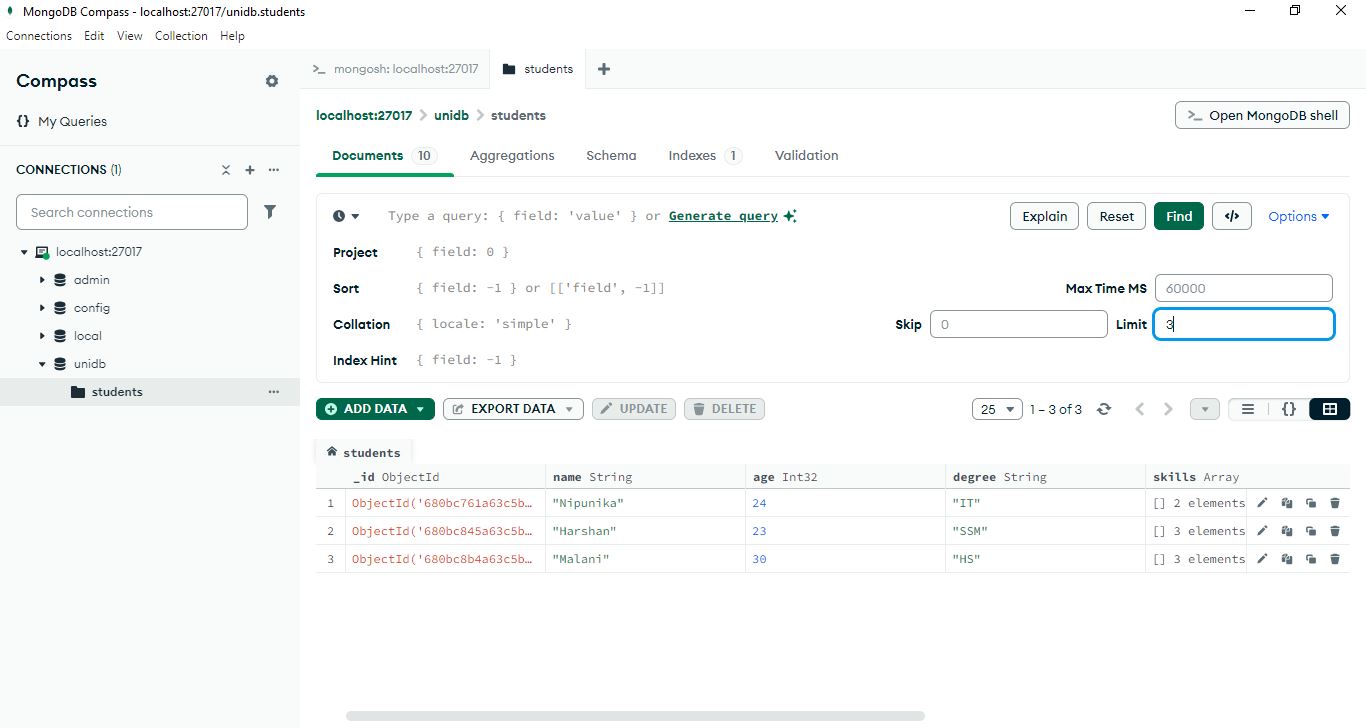 MongoDB Compass - localhost:27017/unidb.students
Connections Edit View Collection Help
Compass
{} My Queries
CONNECTIONS (1)
Search connections
localhost:27017
admin
config
local
unidb
students
>_ mongosh: localhost:27017
students
localhost:27017 > unidb > students
>_ Open MongoDB shell
Documents 10 Aggregations Schema Indexes 1 Validation
Type a query: { field: 'value' } or Generate query
Explain Reset Find </> Options
Project { field: 0 }
Sort { field: -1 } or [['field', -1]]
Max Time MS 60000
Collation { locale: 'simple' }
Skip 0 Limit 3
Index Hint { field: -1 }
ADD DATA EXPORT DATA UPDATE DELETE
25 1 – 3 of 3 {}
students
_id ObjectId name String age Int32 degree String skills Array
1 ObjectId('680bc761a63c5b… "Nipunika" 24 "IT" [] 2 elements
2 ObjectId('680bc845a63c5b… "Harshan" 23 "SSM" [] 3 elements
3 ObjectId('680bc8b4a63c5b… "Malani" 30 "HS" [] 3 elements